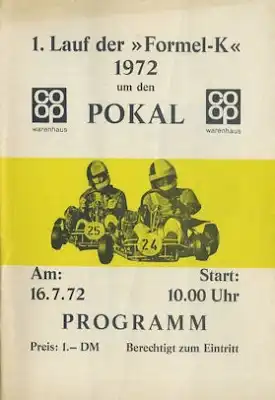 1. Lauf der »Formel-K«
1972
um den
co op co op
warenhaus POKAL warenhaus
25 24
Am: Start:
16.7.72 10.00 Uhr
PROGRAMM
Preis: 1.– DM Berechtigt zum Eintritt